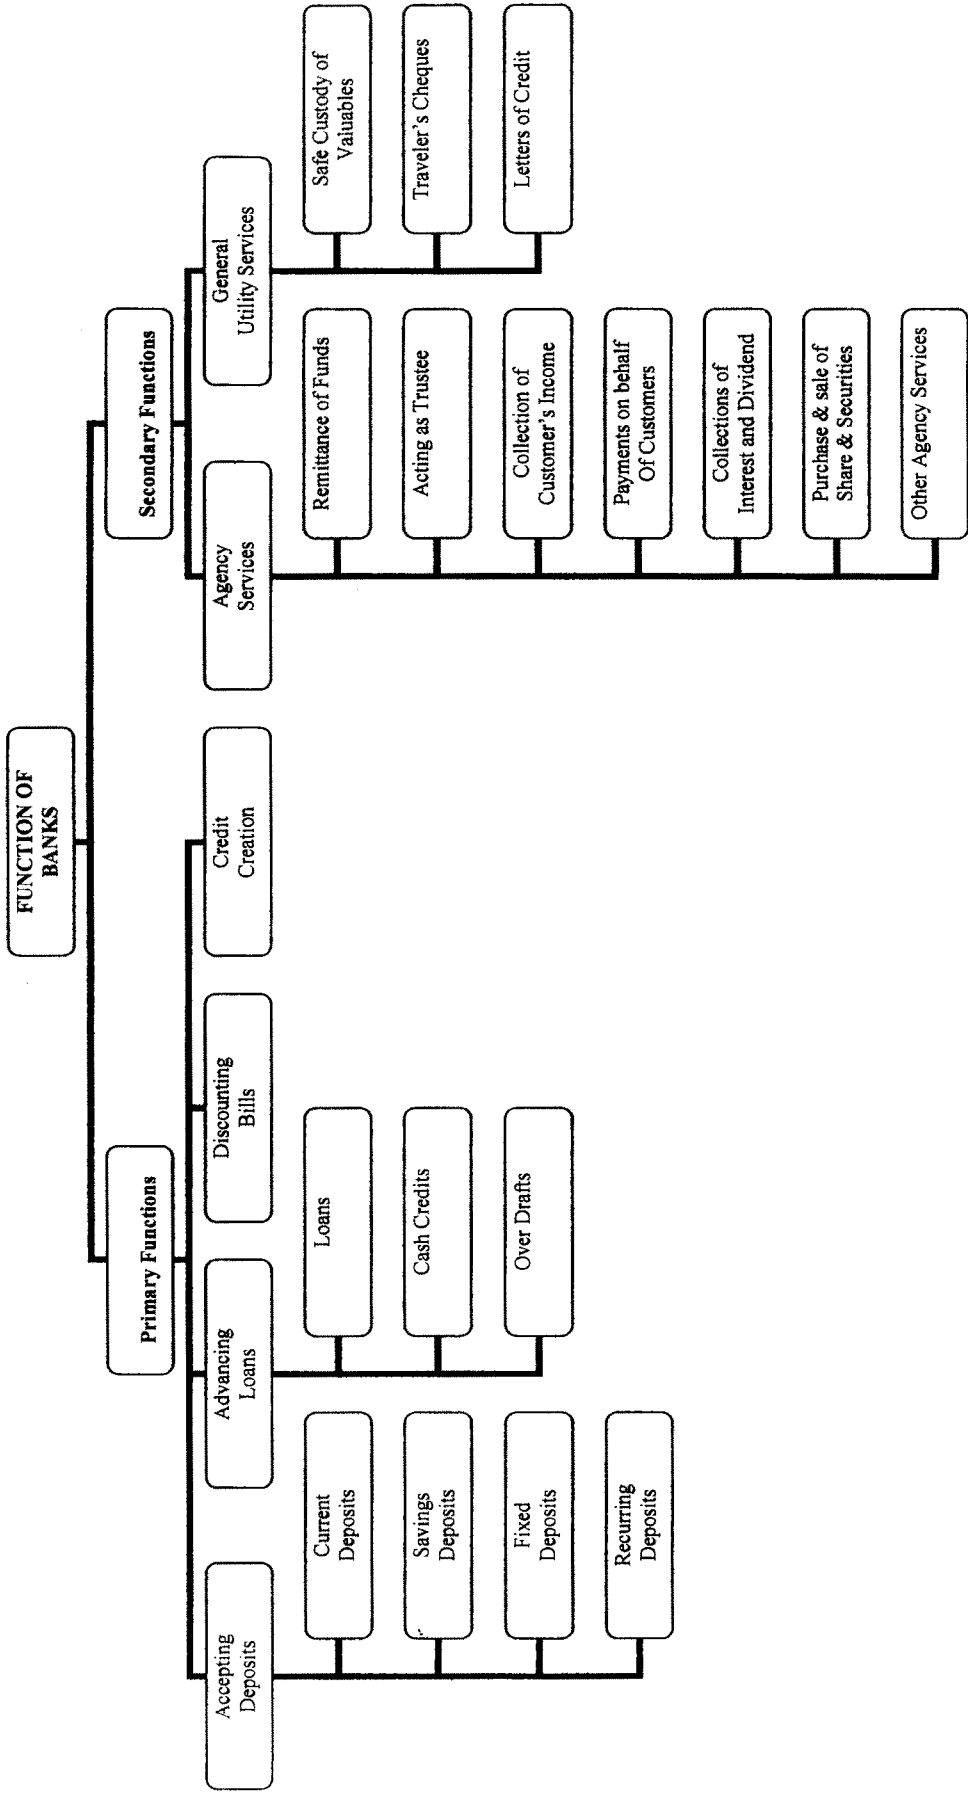 FUNCTION OF
BANKS
Primary Functions
Secondary Functions
Accepting
Deposits
Advancing
Loans
Discounting
Bills
Credit
Creation
Agency
Services
General
Utility Services
Current
Deposits
Savings
Deposits
Fixed
Deposits
Recurring
Deposits
Loans
Cash Credits
Over Drafts
Remittance of Funds
Acting as Trustee
Collection of
Customer's Income
Payments on behalf
Of Customers
Collections of
Interest and Dividend
Purchase & sale of
Share & Securities
Other Agency Services
Safe Custody of
Valuables
Traveler's Cheques
Letters of Credit